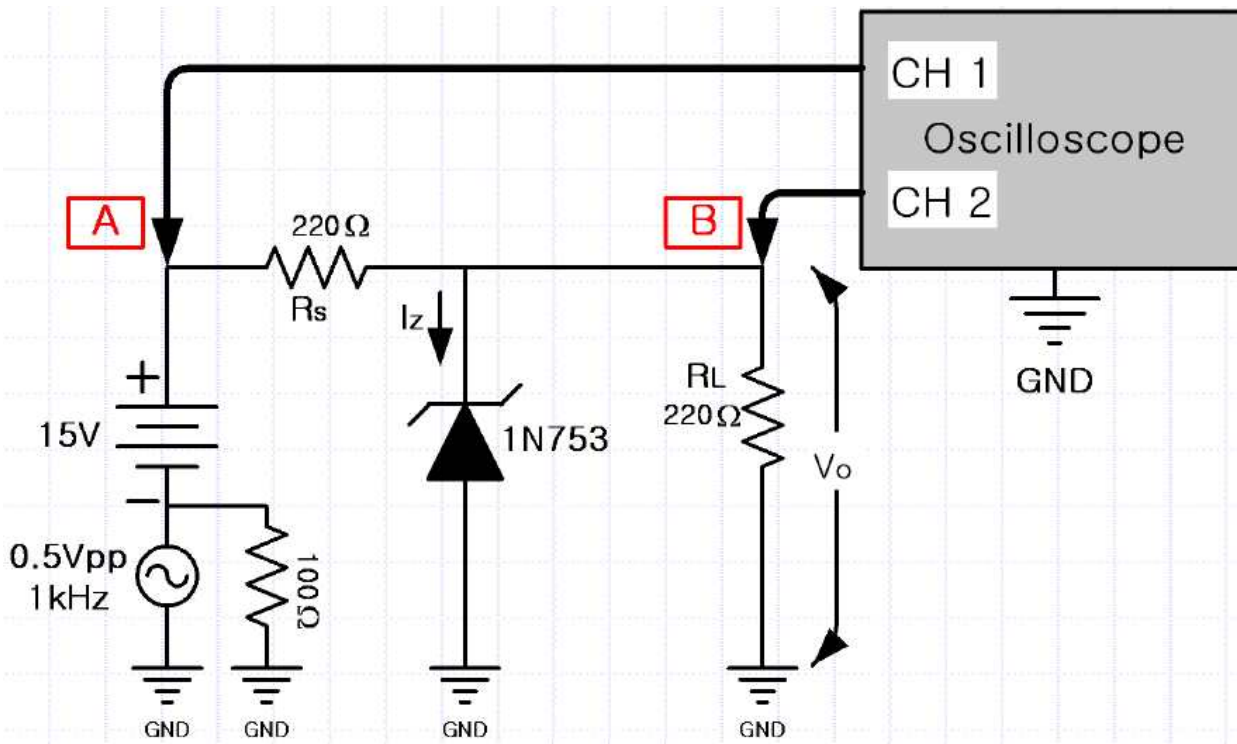 CH 1
Oscilloscope
CH 2
A
B
220Ω
Rs
Iz
GND
+
15V
−
RL
220Ω
1N753
Vo
0.5Vpp
1kHz
100Ω
GND
GND
GND
GND